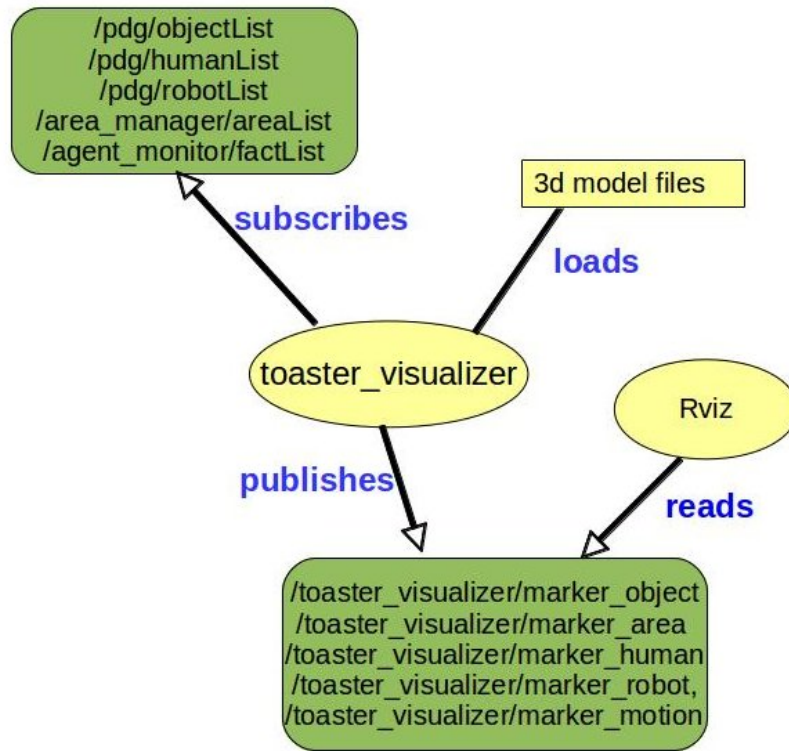 /pdg/objectList
/pdg/humanList
/pdg/robotList
/area_manager/areaList
/agent_monitor/factList
3d model files
subscribes
loads
toaster_visualizer
Rviz
publishes
reads
/toaster_visualizer/marker_object
/toaster_visualizer/marker_area
/toaster_visualizer/marker_human
/toaster_visualizer/marker_robot,
/toaster_visualizer/marker_motion